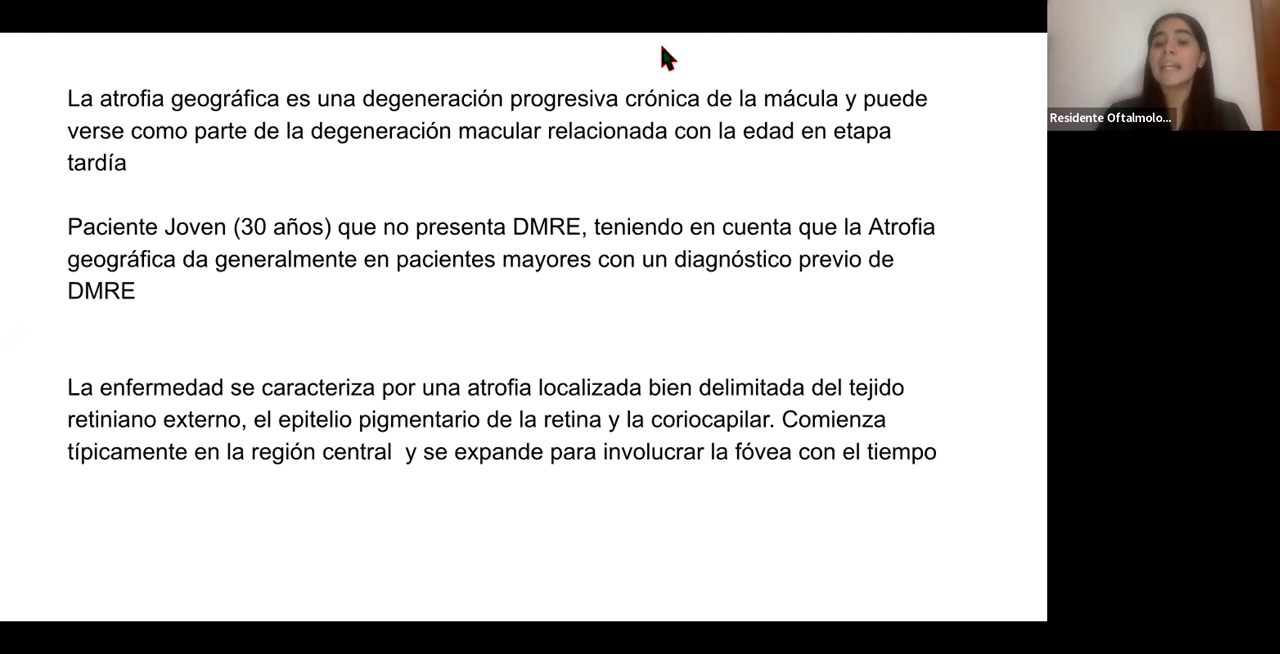 La atrofia geográfica es una degeneración progresiva crónica de la mácula y puede
verse como parte de la degeneración macular relacionada con la edad en etapa
tardía
Paciente Joven (30 años) que no presenta DMRE, teniendo en cuenta que la Atrofia
geográfica da generalmente en pacientes mayores con un diagnóstico previo de
DMRE
La enfermedad se caracteriza por una atrofia localizada bien delimitada del tejido
retiniano externo, el epitelio pigmentario de la retina y la coriocapilar. Comienza
típicamente en la región central y se expande para involucrar la fóvea con el tiempo
Residente Oftalmolo...